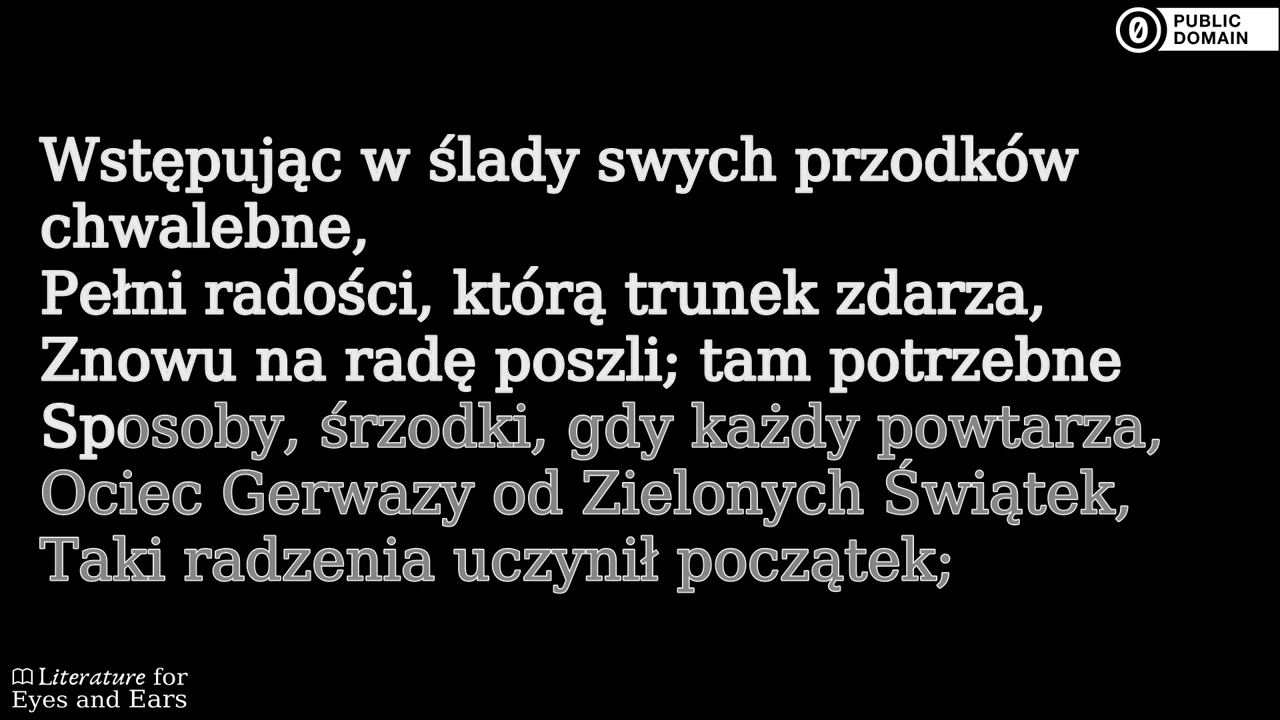 PUBLIC
DOMAIN
Wstępując w ślady swych przodków
chwalebne,
Pełni radości, którą trunek zdarza,
Znowu na radę poszli; tam potrzebne
Sposoby, śrzodki, gdy każdy powtarza,
Ociec Gerwazy od Zielonych Świątek,
Taki radzenia uczynił początek;
Literature for
Eyes and Ears